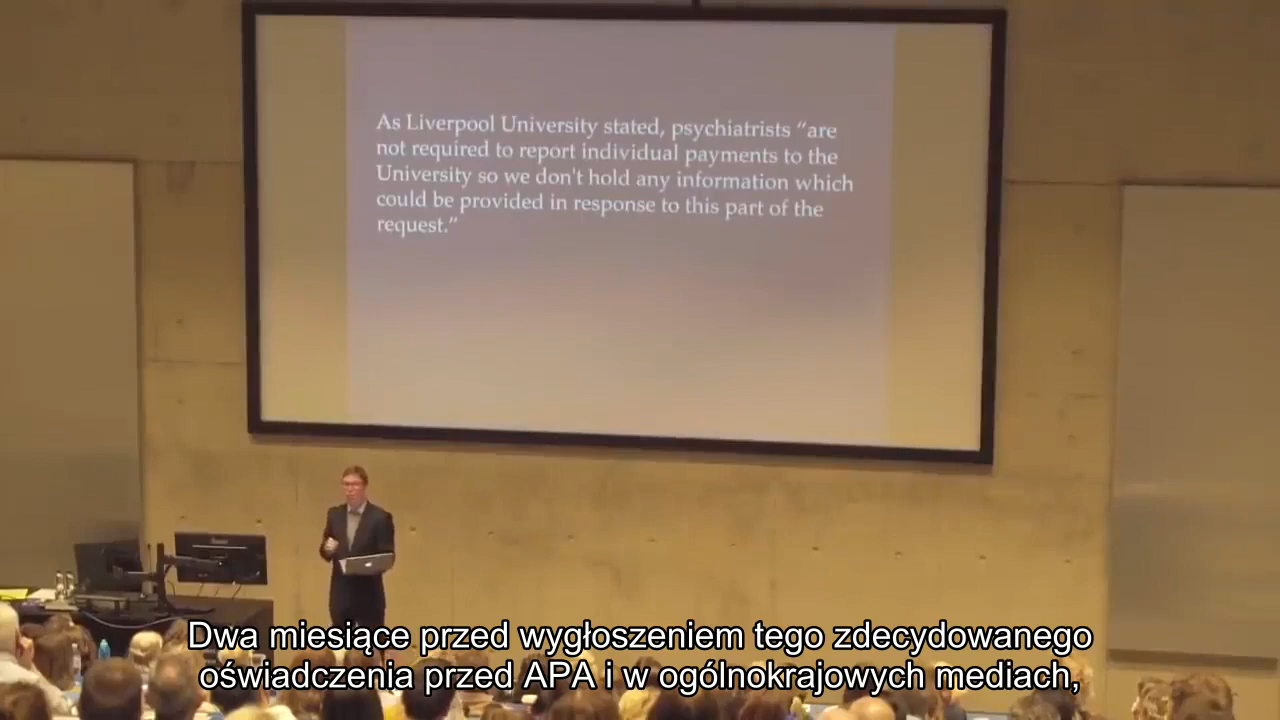 As Liverpool University stated, psychiatrists “are
not required to report individual payments to the
University so we don't hold any information which
could be provided in response to this part of the
request.”
Dwa miesiące przed wygłoszeniem tego zdecydowanego
oświadczenia przed APA i w ogólnokrajowych mediach,